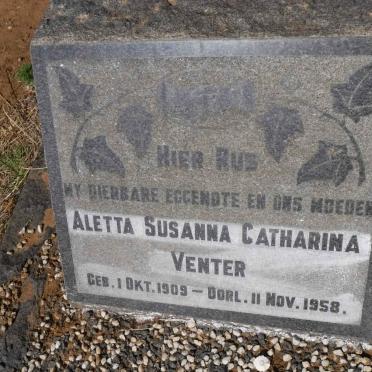 HIER RUS
MY DIERBARE EGGENOTE EN ONS MOEDER
ALETTA SUSANNA CATHARINA
VENTER
GEB. 1 OKT. 1909 — OORL. 11 NOV. 1958.